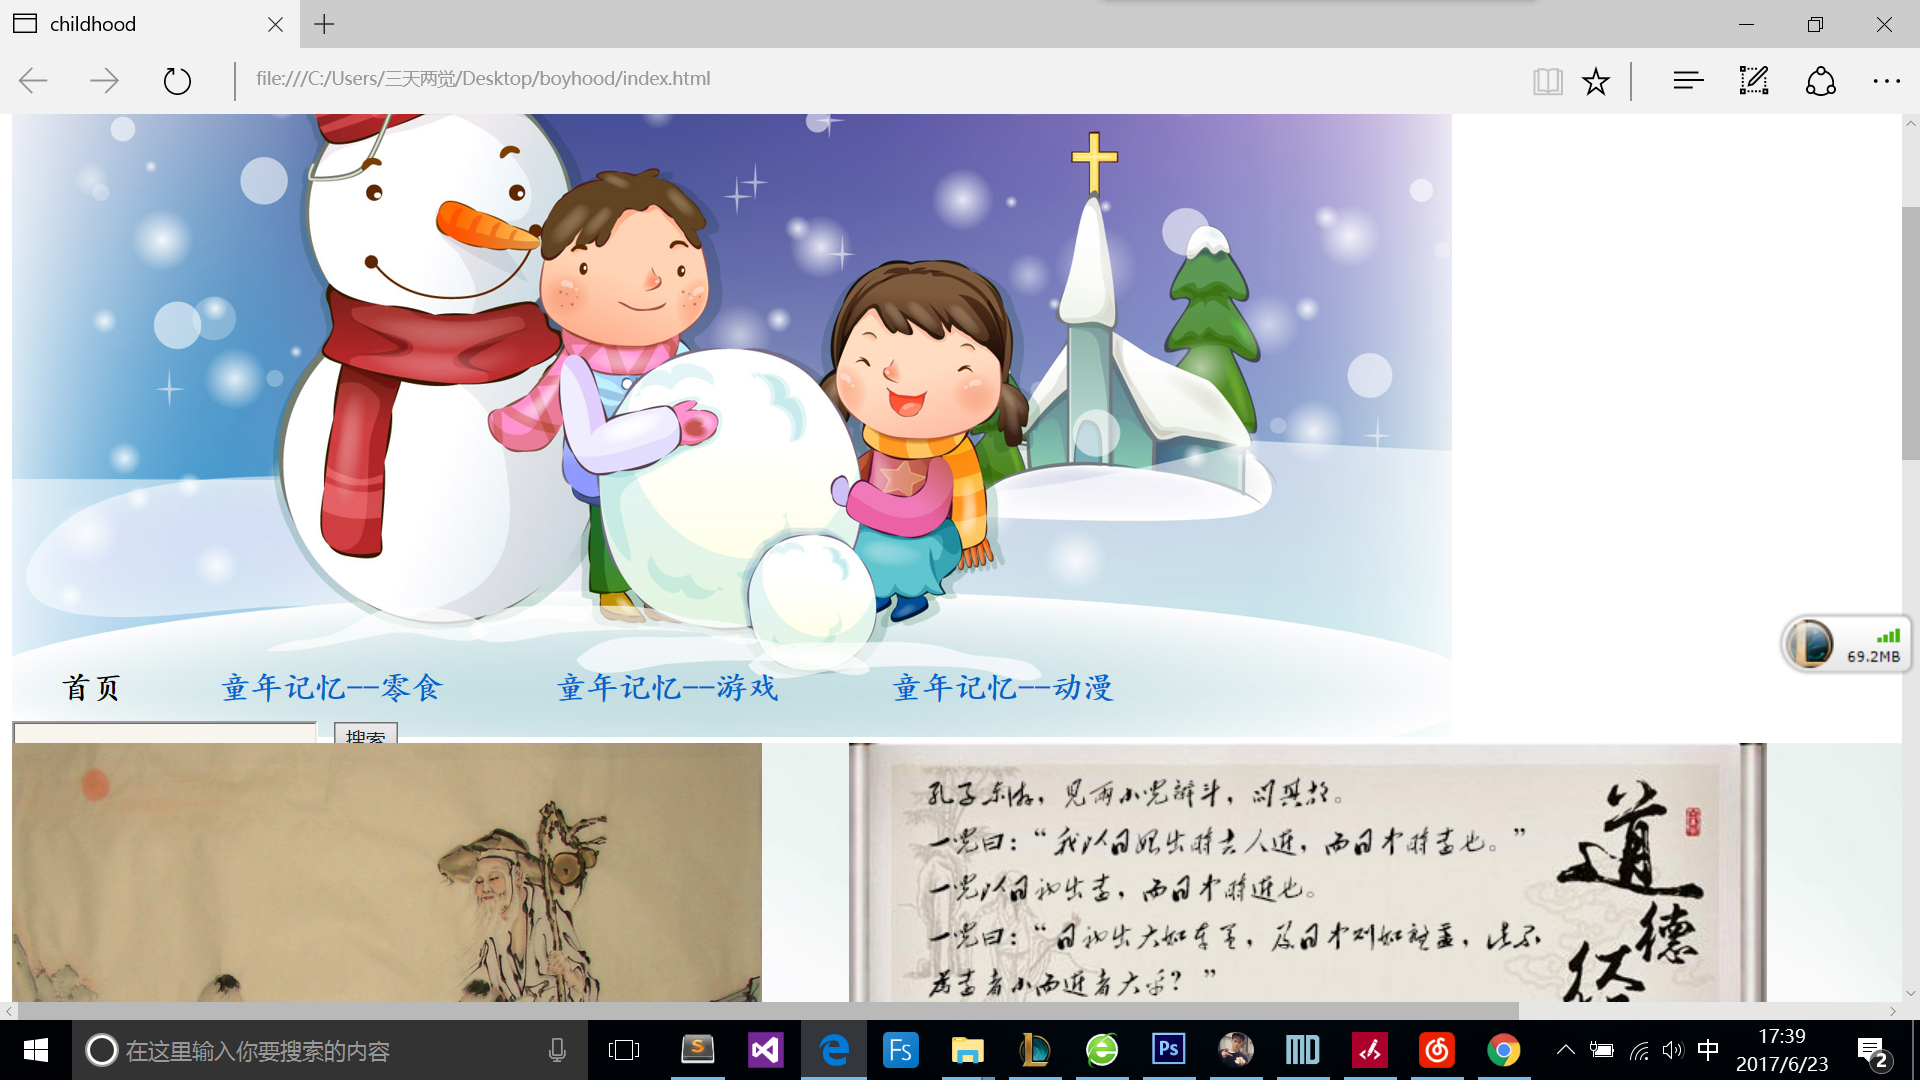 childhood
file:///C:/Users/三天两觉/Desktop/boyhood/index.html
69.2MB
首页
童年记忆--零食
童年记忆--游戏
童年记忆--动漫
搜索
孔子东游，见两小儿辩斗，问其故。
一儿曰：“我以日始出时去人近，而日中时远也。”
一儿以日初出远，而日中时近也。
一儿曰：“日初出大如车盖，及日中则如盘盂，此不
为远者小而近者大乎？”
道
德
在这里输入你要搜索的内容
S
Fs
Ps
MD
中
17:39
2017/6/23
2